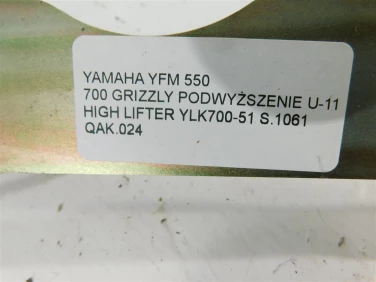 YAMAHA YFM 550
700 GRIZZLY PODWYŻSZENIE U-11
HIGH LIFTER YLK700-51 S.1061
QAK.024